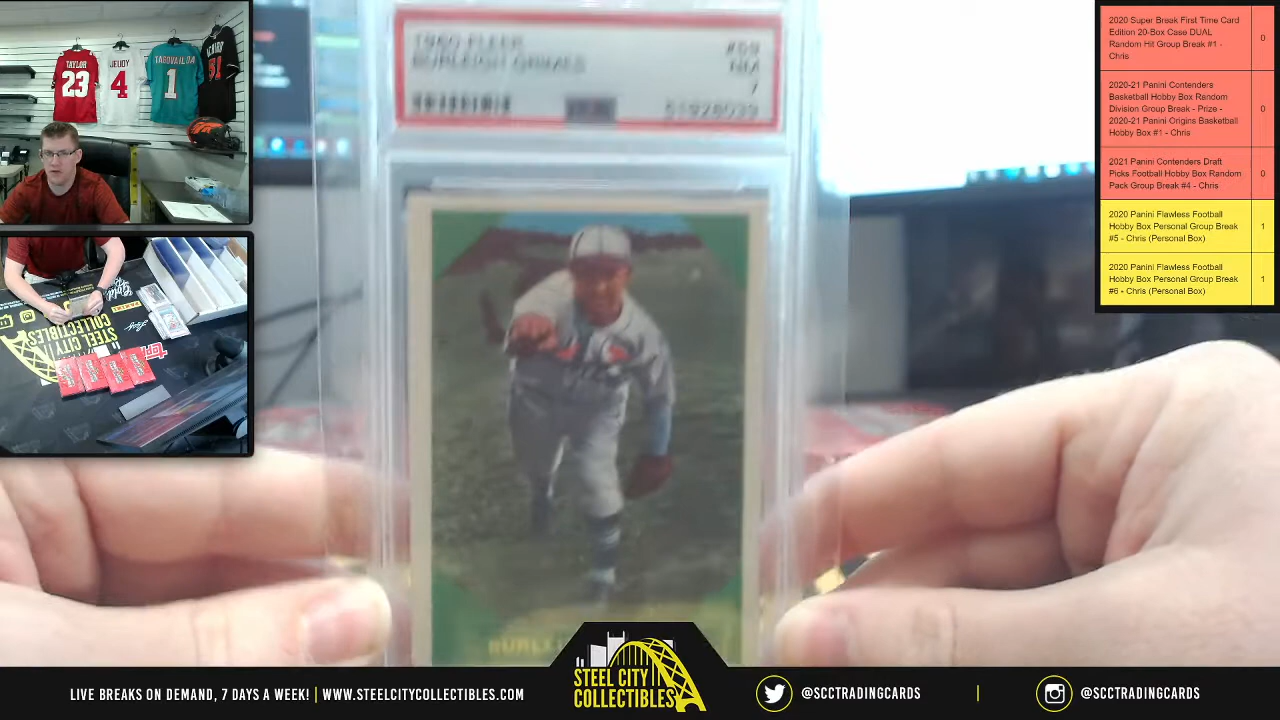 TAYLOR
23
JEUDY
4
TAGOVAILOA
1
1960 FLEER #59
BURLEIGH GRIMES NM
7
51928039
2020 Super Break First Time Card
Edition 20-Box Case DUAL
Random Hit Group Break #1 -
Chris
0
2020-21 Panini Contenders
Basketball Hobby Box Random
Division Group Break - Prize -
2020-21 Panini Origins Basketball
Hobby Box #1 - Chris
0
2021 Panini Contenders Draft
Picks Football Hobby Box Random
Pack Group Break #4 - Chris
0
2020 Panini Flawless Football
Hobby Box Personal Group Break
#5 - Chris (Personal Box)
1
2020 Panini Flawless Football
Hobby Box Personal Group Break
#6 - Chris (Personal Box)
1
STEEL CITY
COLLECTIBLES
LIVE BREAKS ON DEMAND, 7 DAYS A WEEK! | WWW.STEELCITYCOLLECTIBLES.COM
STEEL CITY
COLLECTIBLES
@SCCTRADINGCARDS | @SCCTRADINGCARDS